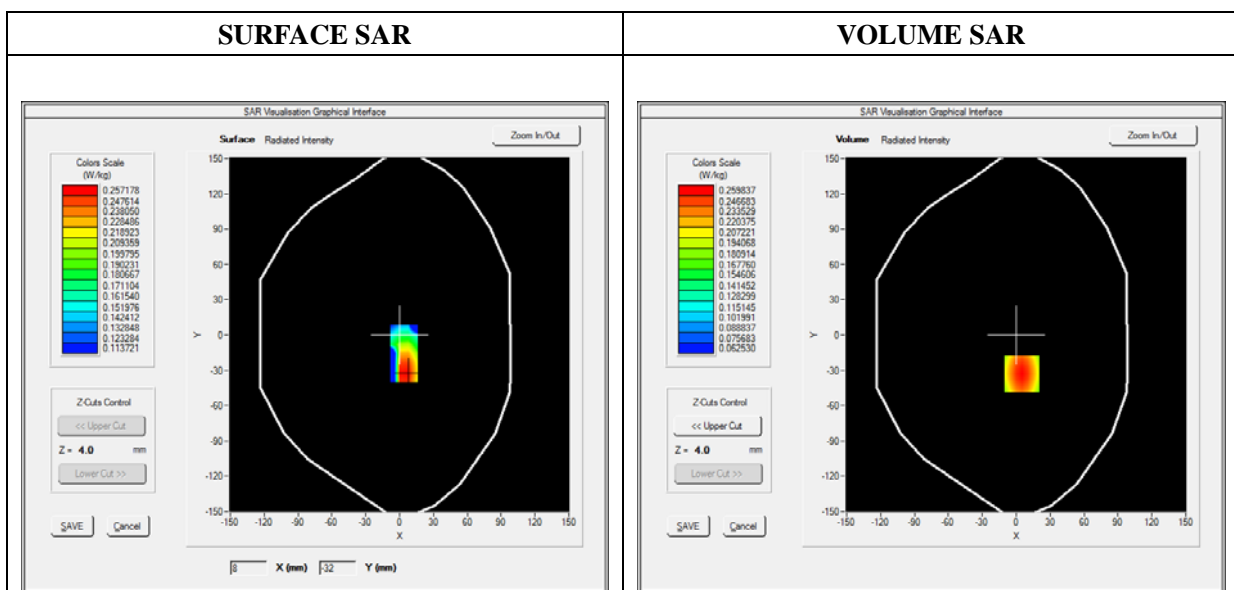 SURFACE SAR
VOLUME SAR
SAR Visualisation Graphical Interface
Surface Radiated Intensity
Zoom In/Out
Colors Scale
(W/kg)
0.257178
0.247614
0.238050
0.228486
0.218923
0.209359
0.199795
0.190231
0.180667
0.171104
0.161540
0.151976
0.142412
0.132848
0.123284
0.113721
Z-Cuts Control
<< Upper Cut
Z = 4.0 mm
Lower Cut >>
SAVE Cancel
150
120
90
60
30
0
-30
-60
-90
-120
-150
Y
-150 -120 -90 -60 -30 0 30 60 90 120 150
X
8 X (mm) -32 Y (mm)
SAR Visualisation Graphical Interface
Volume Radiated Intensity
Zoom In/Out
Colors Scale
(W/kg)
0.259837
0.246683
0.233529
0.220375
0.207221
0.194068
0.180914
0.167760
0.154606
0.141452
0.128299
0.115145
0.101991
0.088837
0.075683
0.062530
Z-Cuts Control
<< Upper Cut
Z = 4.0 mm
Lower Cut >>
SAVE Cancel
150
120
90
60
30
0
-30
-60
-90
-120
-150
Y
-150 -120 -90 -60 -30 0 30 60 90 120 150
X